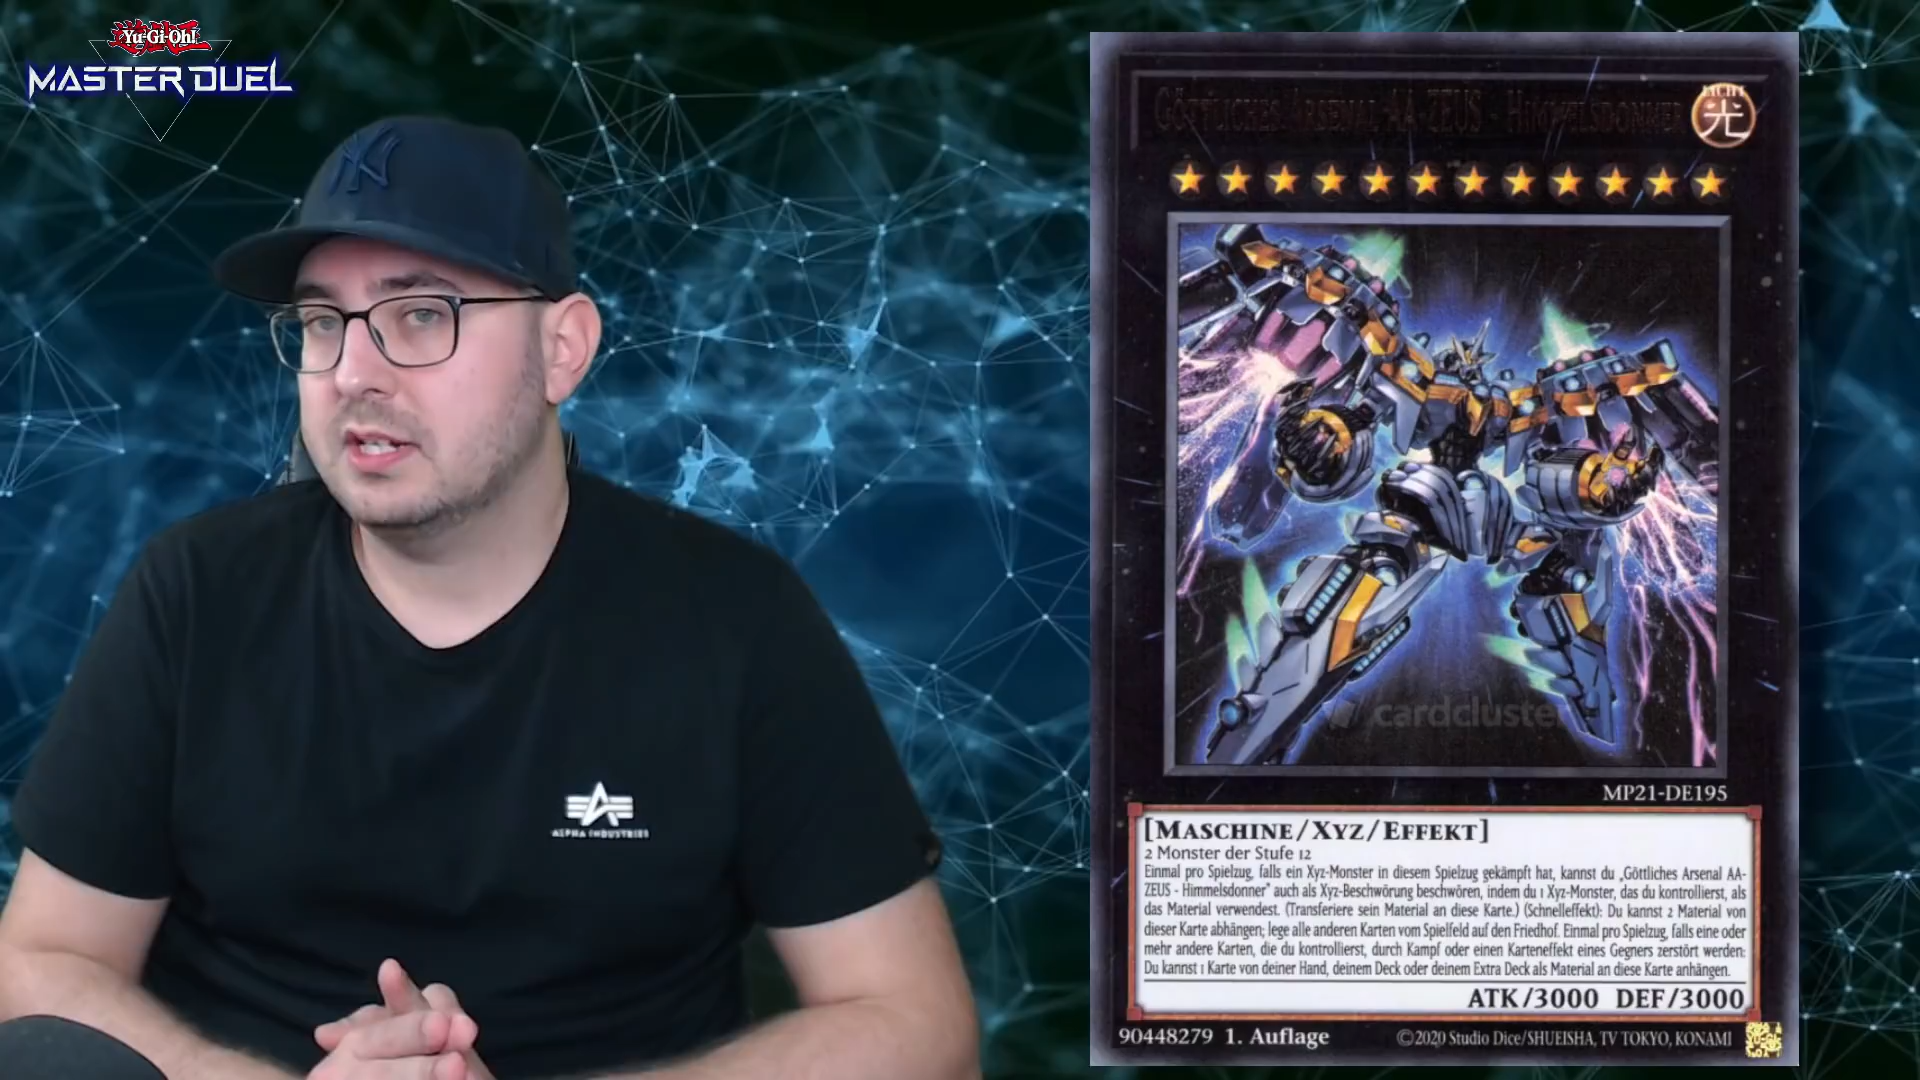 Yu-Gi-Oh!
MASTER DUEL
NY
ALPHA INDUSTRIES
GÖTTLICHES ARSENAL AA-ZEUS - HIMMELSDONNER
LICHT
光
cardcluster
MP21-DE195
[MASCHINE/XYZ/EFFEKT]
2 Monster der Stufe 12
Einmal pro Spielzug, falls ein Xyz-Monster in diesem Spielzug gekämpft hat, kannst du „Göttliches Arsenal AA-
ZEUS - Himmelsdonner" auch als Xyz-Beschwörung beschwören, indem du 1 Xyz-Monster, das du kontrollierst, als
das Material verwendest. (Transferiere sein Material an diese Karte.) (Schnelleffekt): Du kannst 2 Material von
dieser Karte abhängen; lege alle anderen Karten vom Spielfeld auf den Friedhof. Einmal pro Spielzug, falls eine oder
mehr andere Karten, die du kontrollierst, durch Kampf oder einen Karteneffekt eines Gegners zerstört werden:
Du kannst 1 Karte von deiner Hand, deinem Deck oder deinem Extra Deck als Material an diese Karte anhängen.
ATK/3000 DEF/3000
90448279 1. Auflage
©2020 Studio Dice/SHUEISHA, TV TOKYO, KONAMI